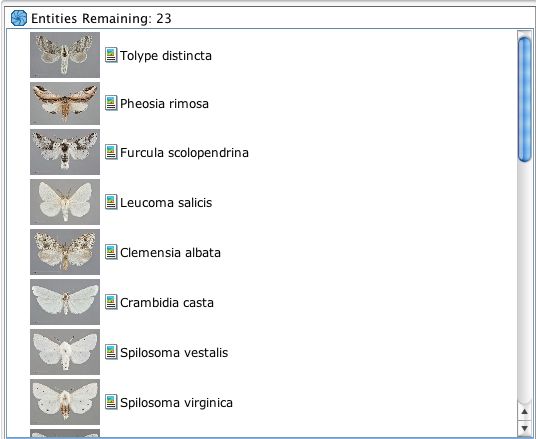 Entities Remaining: 23
Tolype distincta
Pheosia rimosa
Furcula scolopendrina
Leucoma salicis
Clemensia albata
Crambidia casta
Spilosoma vestalis
Spilosoma virginica